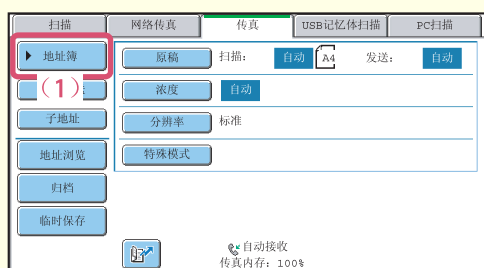 扫描 网络传真 传真 USB记忆体扫描 PC扫描
地址簿 原稿 扫描: 自动 A4 发送: 自动
(1) 浓度 自动
子地址 分辨率 标准
地址浏览 特殊模式
归档
临时保存
自动接收
传真内存: 100%